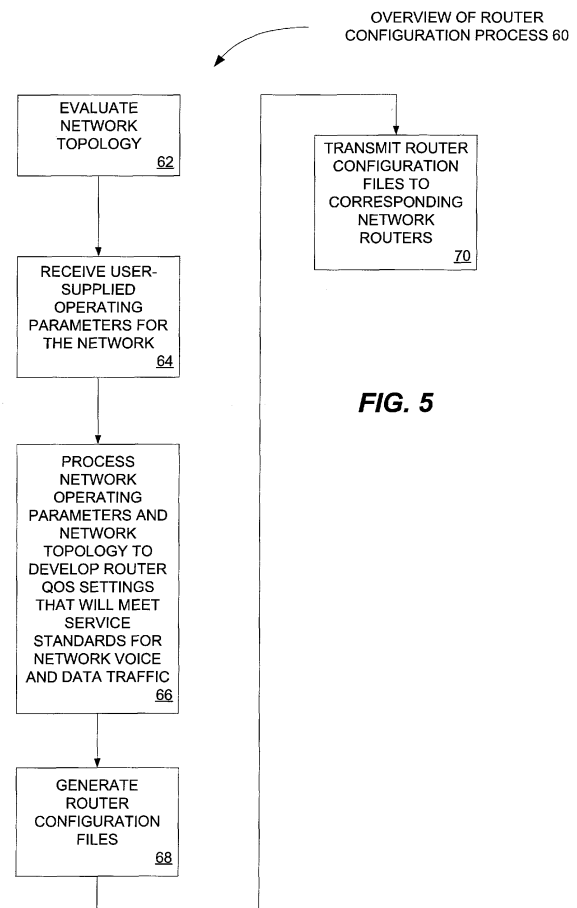 OVERVIEW OF ROUTER
CONFIGURATION PROCESS 60
EVALUATE
NETWORK
TOPOLOGY
62
RECEIVE USER-
SUPPLIED
OPERATING
PARAMETERS FOR
THE NETWORK
64
PROCESS
NETWORK
OPERATING
PARAMETERS AND
NETWORK
TOPOLOGY TO
DEVELOP ROUTER
QOS SETTINGS
THAT WILL MEET
SERVICE
STANDARDS FOR
NETWORK VOICE
AND DATA TRAFFIC
66
GENERATE
ROUTER
CONFIGURATION
FILES
68
TRANSMIT ROUTER
CONFIGURATION
FILES TO
CORRESPONDING
NETWORK
ROUTERS
70
FIG. 5